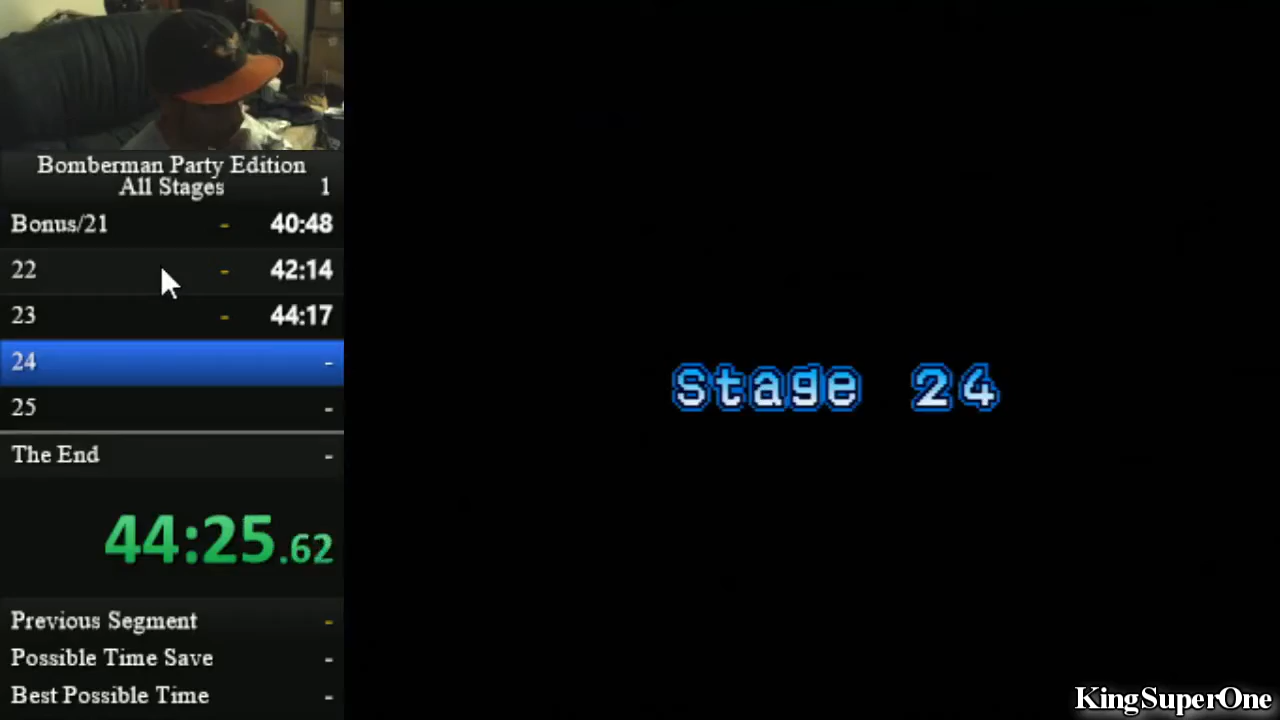 Bomberman Party Edition
All Stages 1
Bonus/21 - 40:48
22 - 42:14
23 - 44:17
24 -
25 -
The End -
44:25.62
Previous Segment -
Possible Time Save -
Best Possible Time -
Stage 24
KingSuperOne